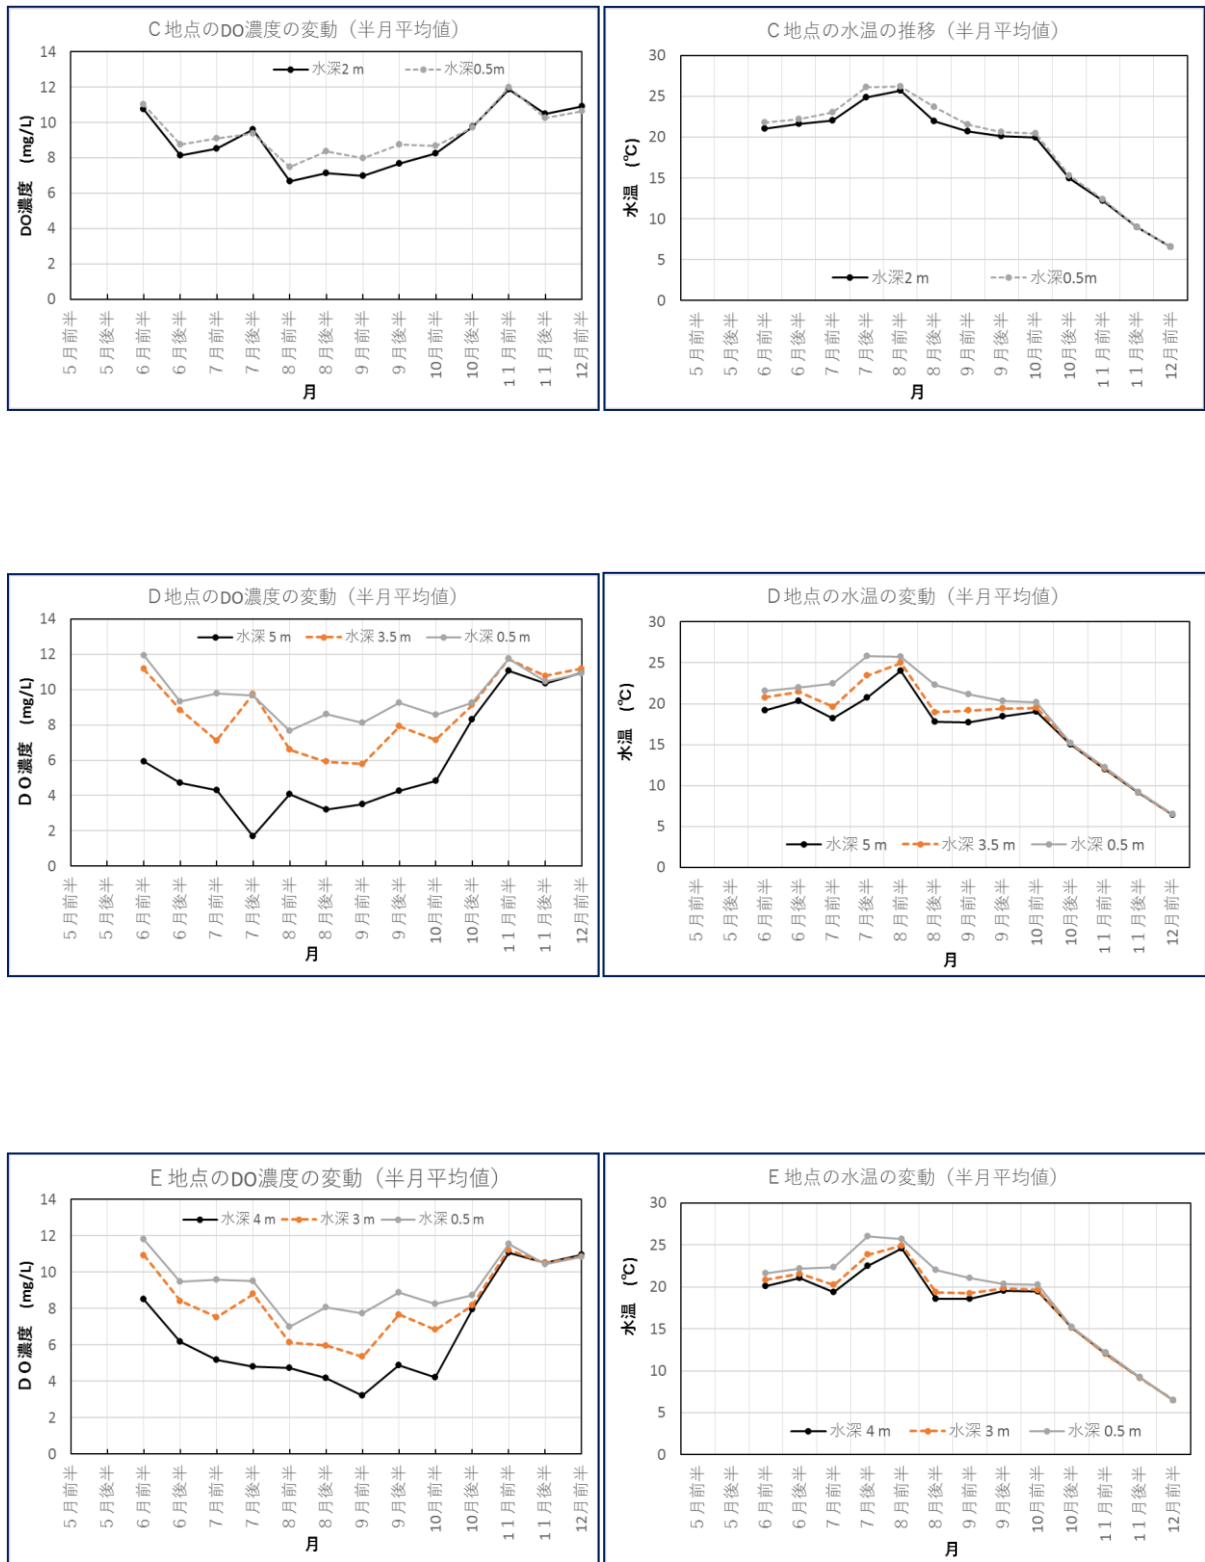 C地点のDO濃度の変動（半月平均値）
水深2 m 水深0.5m
DO濃度 (mg/L)
14
12
10
8
6
4
2
0
5月前半 5月後半 6月前半 6月後半 7月前半 7月後半 8月前半 8月後半 9月前半 9月後半 10月前半 10月後半 11月前半 11月後半 12月前半
月
C地点の水温の推移（半月平均値）
水温 (℃)
30
25
20
15
10
5
0
水深2 m 水深0.5m
5月前半 5月後半 6月前半 6月後半 7月前半 7月後半 8月前半 8月後半 9月前半 9月後半 10月前半 10月後半 11月前半 11月後半 12月前半
月
D地点のDO濃度の変動（半月平均値）
水深 5 m 水深 3.5 m 水深 0.5 m
DO濃度 (mg/L)
14
12
10
8
6
4
2
0
5月前半 5月後半 6月前半 6月後半 7月前半 7月後半 8月前半 8月後半 9月前半 9月後半 10月前半 10月後半 11月前半 11月後半 12月前半
月
D地点の水温の変動（半月平均値）
水温 (℃)
30
25
20
15
10
5
0
水深 5 m 水深 3.5 m 水深 0.5 m
5月前半 5月後半 6月前半 6月後半 7月前半 7月後半 8月前半 8月後半 9月前半 9月後半 10月前半 10月後半 11月前半 11月後半 12月前半
月
E地点のDO濃度の変動（半月平均値）
水深 4 m 水深 3 m 水深 0.5 m
DO濃度 (mg/L)
14
12
10
8
6
4
2
0
5月前半 5月後半 6月前半 6月後半 7月前半 7月後半 8月前半 8月後半 9月前半 9月後半 10月前半 10月後半 11月前半 11月後半 12月前半
月
E地点の水温の変動（半月平均値）
水温 (℃)
30
25
20
15
10
5
0
水深 4 m 水深 3 m 水深 0.5 m
5月前半 5月後半 6月前半 6月後半 7月前半 7月後半 8月前半 8月後半 9月前半 9月後半 10月前半 10月後半 11月前半 11月後半 12月前半
月